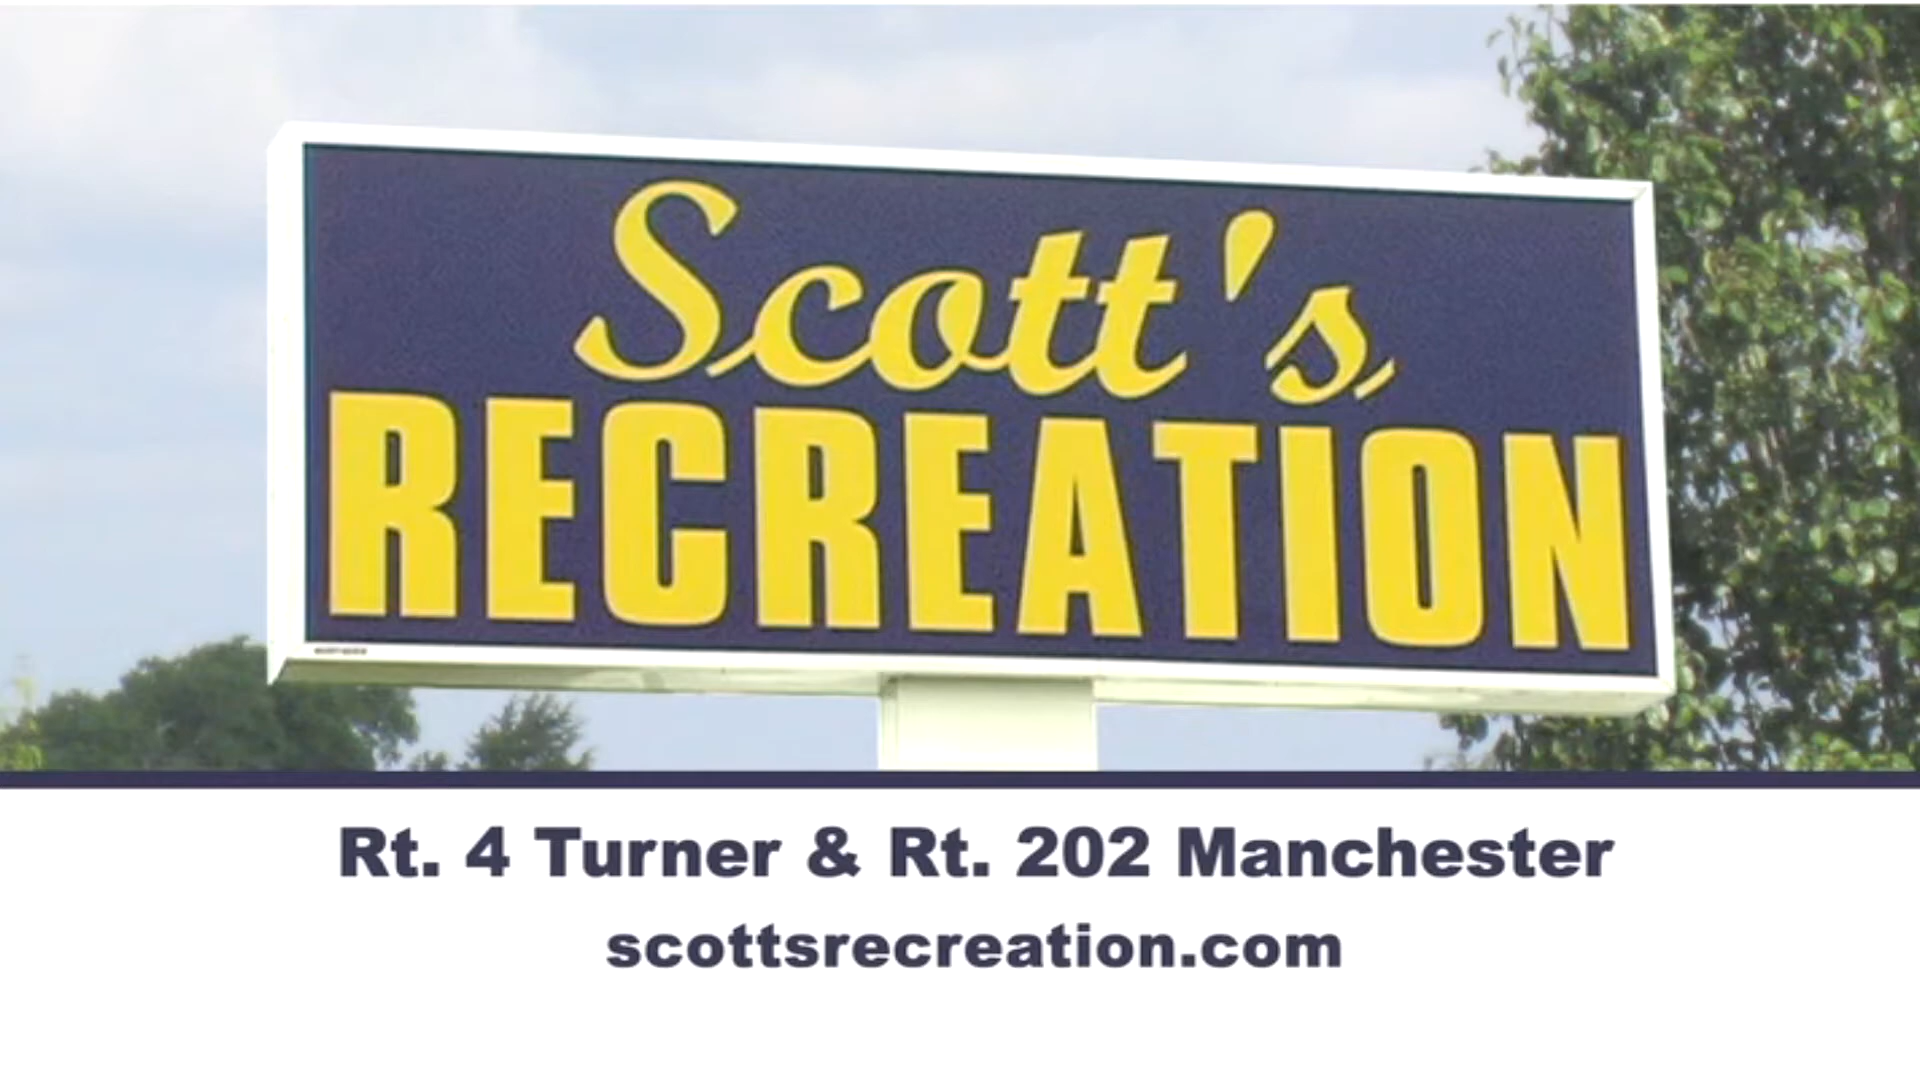 Scott's
RECREATION
Rt. 4 Turner & Rt. 202 Manchester
scottsrecreation.com